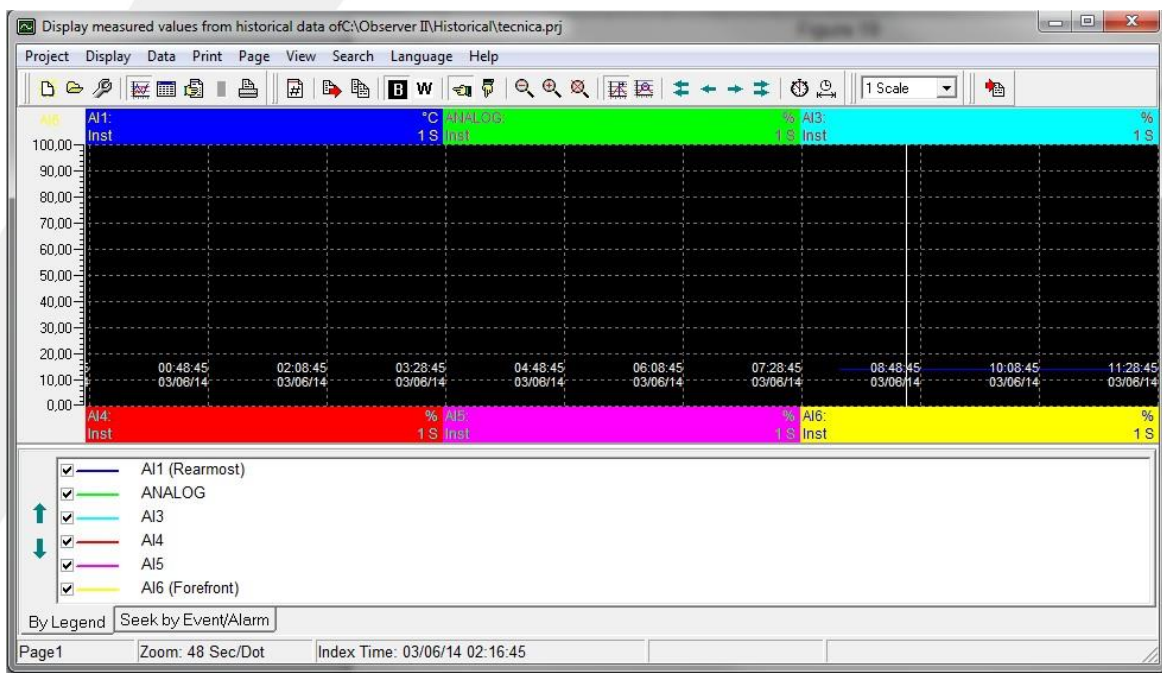 Figure 19
Display measured values from historical data ofC:\Observer II\Historical\tecnica.prj
Project Display Data Print Page View Search Language Help
B W 1 Scale
AI6 AI1: °C ANALOG: % AI3: %
Inst 1 S Inst 1 S Inst 1 S
100,00
90,00
80,00
70,00
60,00
50,00
40,00
30,00
20,00
00:48:45 02:08:45 03:28:45 04:48:45 06:08:45 07:28:45 08:48:45 10:08:45 11:28:45
10,00 03/06/14 03/06/14 03/06/14 03/06/14 03/06/14 03/06/14 03/06/14 03/06/14 03/06/14
0,00
AI4: % AI5: % AI6: %
Inst 1 S Inst 1 S Inst 1 S
AI1 (Rearmost)
ANALOG
AI3
AI4
AI5
AI6 (Forefront)
By Legend Seek by Event/Alarm
Page1 Zoom: 48 Sec/Dot Index Time: 03/06/14 02:16:45